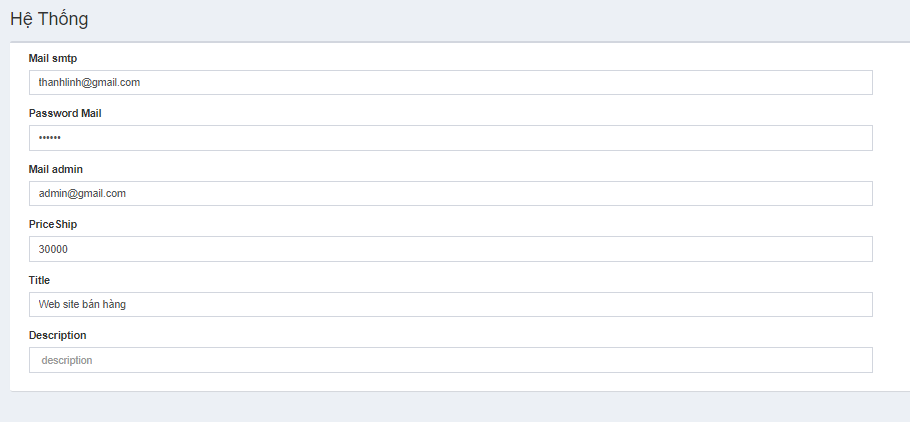 Hệ Thống
Mail smtp
thanhlinh@gmail.com
Password Mail
••••••
Mail admin
admin@gmail.com
PriceShip
30000
Title
Web site bán hàng
Description
description